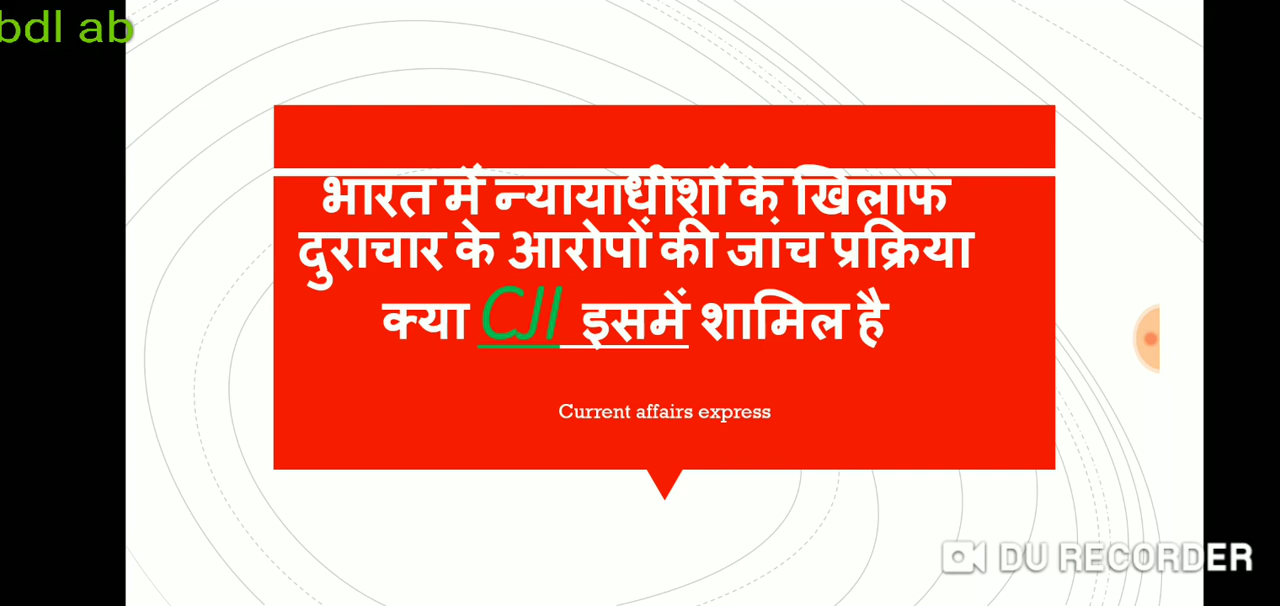 bdl ab
भारत में न्यायाधीशों के खिलाफ
दुराचार के आरोपों की जांच प्रक्रिया
क्या CJI इसमें शामिल है
Current affairs express
DU RECORDER